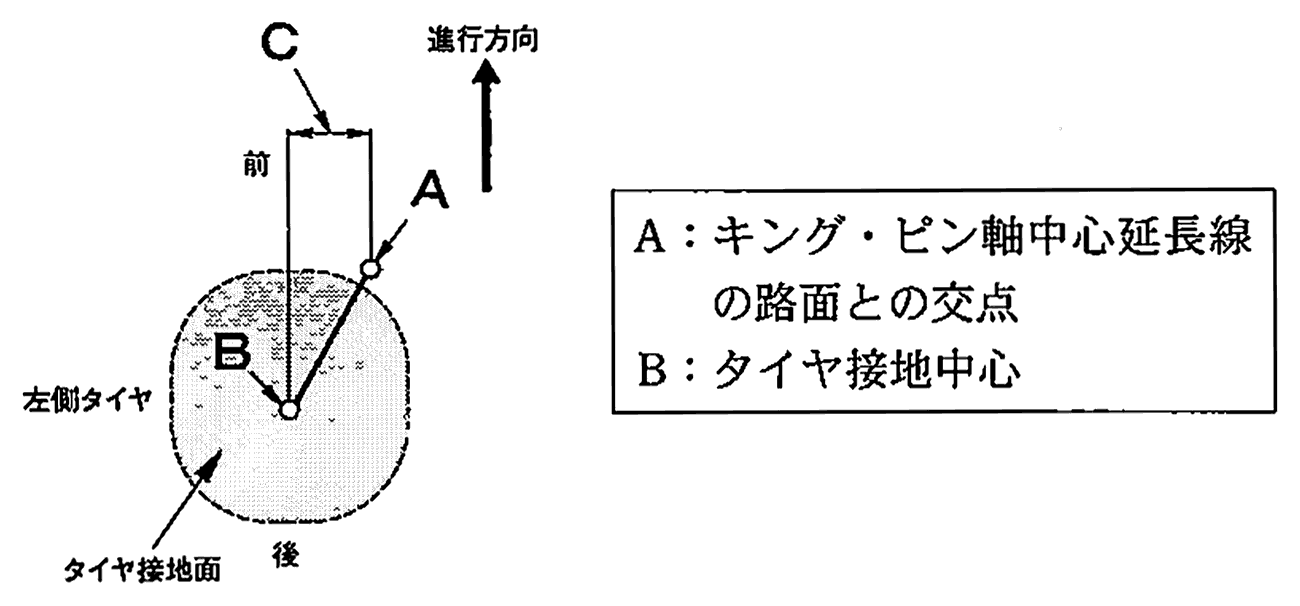 C
進行方向
前
A
B
左側タイヤ
タイヤ接地面
後
A：キング・ピン軸中心延長線
の路面との交点
B：タイヤ接地中心